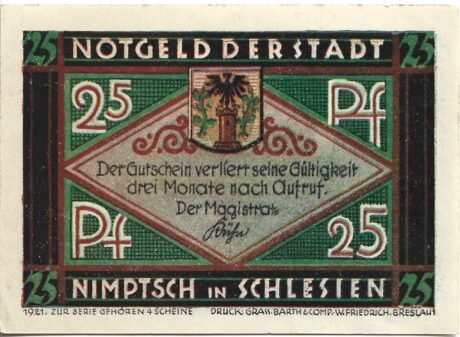 25 NOTGELD DER STADT 25
25 Pf
Der Gutschein verliert seine Gültigkeit
drei Monate nach Aufruf.
Der Magistrat:
Pf 25
25 NIMPTSCH IN SCHLESIEN 25
1921. ZUR SERIE GEHÖREN 4 SCHEINE DRUCK GRASS, BARTH & COMP. W. FRIEDRICH, BRESLAU 1